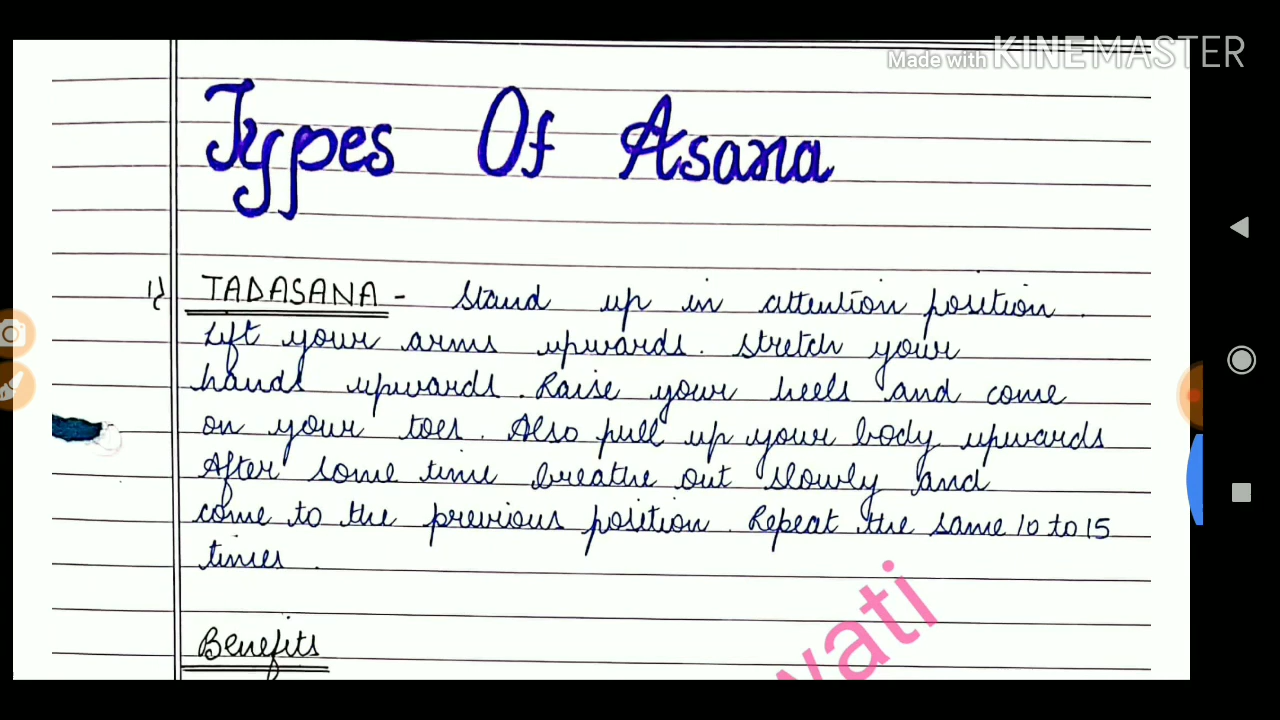 Made with KINEMASTER
Types Of Asana
1) TADASANA - Stand up in attention position.
Lift your arms upwards. Stretch your
hands upwards. Raise your heels and come
on your toes. Also pull up your body upwards
After some time breathe out slowly and
come to the previous position. Repeat the same 10 to 15
times.
Benefits
vati